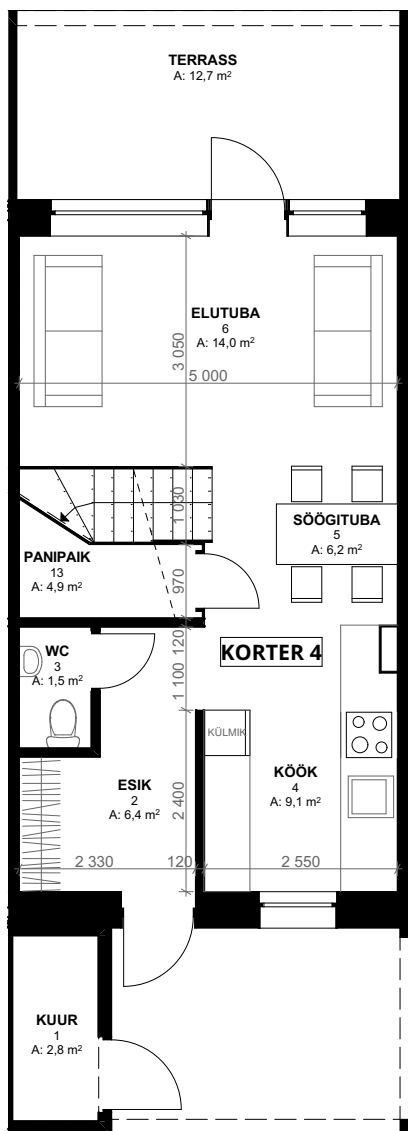 TERRASS
A: 12,7 m²
ELUTUBA
6
A: 14,0 m²
3 050
5 000
1 030
SÖÖGITUBA
5
A: 6,2 m²
PANIPAIK
13
A: 4,9 m²
970
120
WC
3
A: 1,5 m²
KORTER 4
1 100
KÜLMIK
ESIK
2
A: 6,4 m²
KÖÖK
4
A: 9,1 m²
2 400
2 330
120
2 550
KUUR
1
A: 2,8 m²